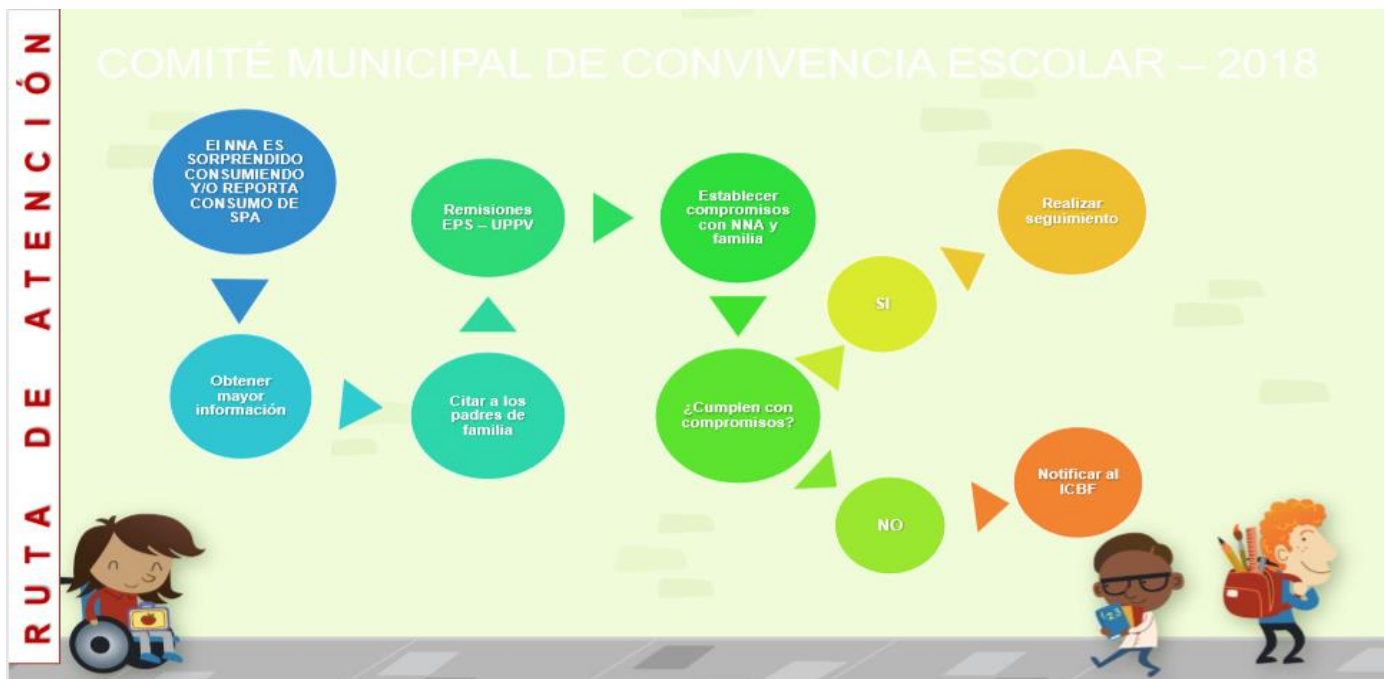 RUTA DE ATENCIÓN
COMITÉ MUNICIPAL DE CONVIVENCIA ESCOLAR – 2018
El NNA ES
SORPRENDIDO
CONSUMIENDO
Y/O REPORTA
CONSUMO DE
SPA
Obtener
mayor
información
Citar a los
padres de
familia
Remisiones
EPS – UPPV
Establecer
compromisos
con NNA y
familia
¿Cumplen con
compromisos?
SI
Realizar
seguimiento
NO
Notificar al
ICBF
123